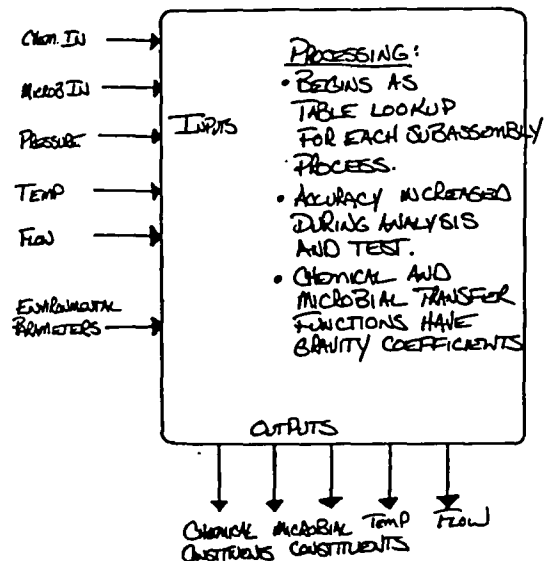 CHEM. IN
MICROB IN
PRESSURE
TEMP
FLOW
ENVIRONMENTAL
PARAMETERS
INPUTS
PROCESSING:
• BEGINS AS
TABLE LOOKUP
FOR EACH SUBASSEMBLY
PROCESS.
• ACCURACY INCREASED
DURING ANALYSIS
AND TEST.
• CHEMICAL AND
MICROBIAL TRANSFER
FUNCTIONS HAVE
GRAVITY COEFFICIENTS
OUTPUTS
CHEMICAL MICROBIAL TEMP FLOW
CONSTITUENS CONSTITUENTS